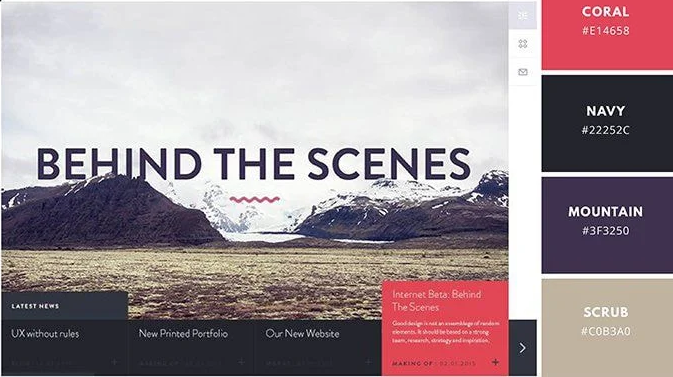 BEHIND THE SCENES
LATEST NEWS
UX without rules
New Printed Portfolio
Our New Website
Internet Beta: Behind
The Scenes
Good design is not an assemblage of random
elements. It should be based on a strong
team, research, strategy and inspiration.
MAKING OF / 02.01.2015
CORAL
#E14658
NAVY
#22252C
MOUNTAIN
#3F3250
SCRUB
#C0B3A0